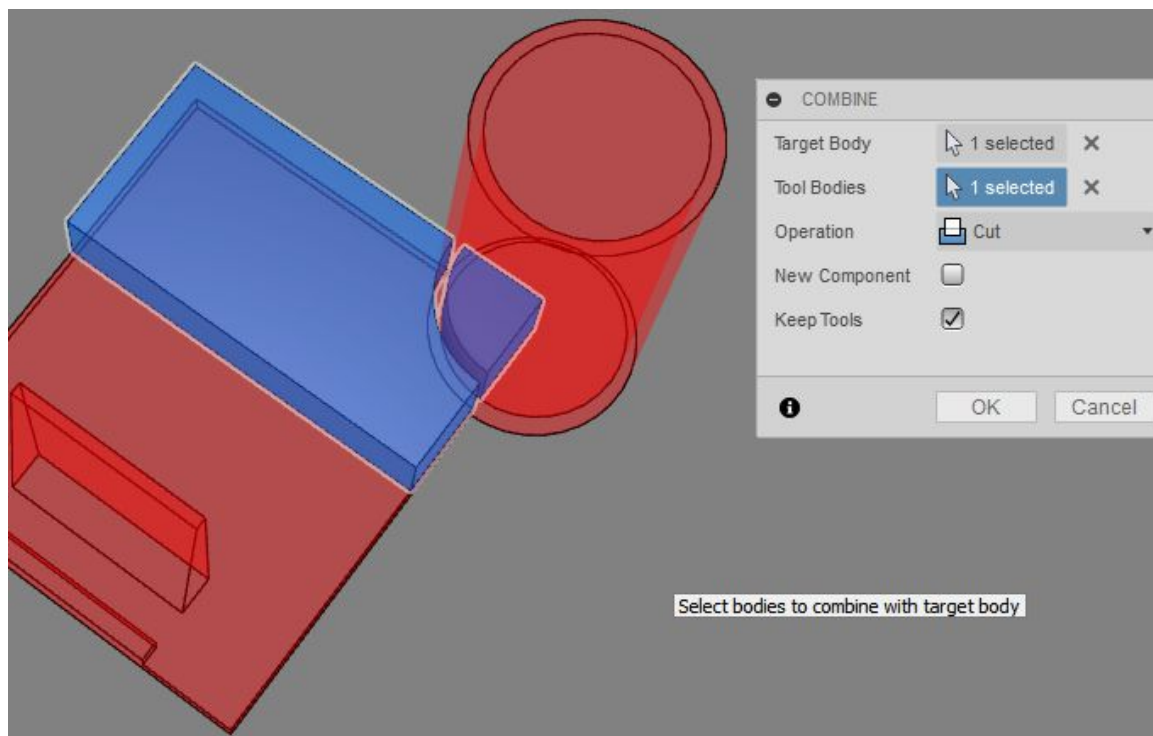 COMBINE
Target Body 1 selected
Tool Bodies 1 selected
Operation Cut
New Component
Keep Tools
OK Cancel
Select bodies to combine with target body